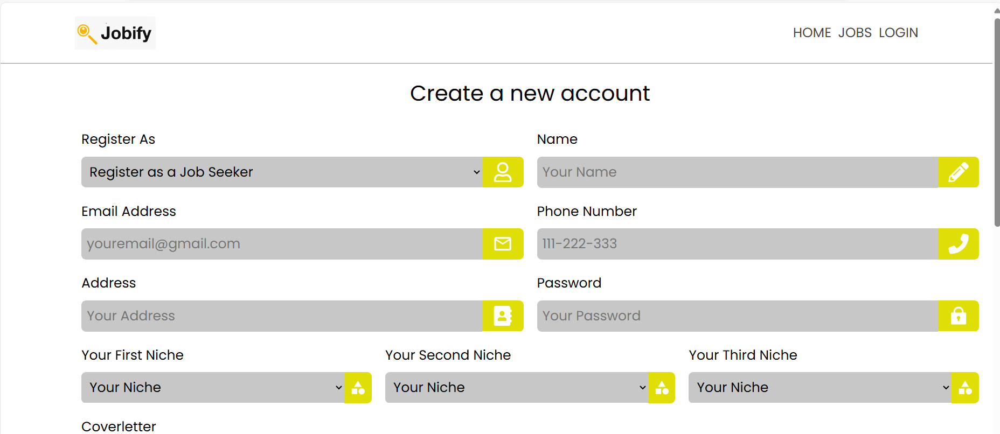 Jobify
HOME JOBS LOGIN
Create a new account
Register As
Name
Register as a Job Seeker
Your Name
Email Address
Phone Number
youremail@gmail.com
111-222-333
Address
Password
Your Address
Your Password
Your First Niche
Your Second Niche
Your Third Niche
Your Niche
Your Niche
Your Niche
Coverletter